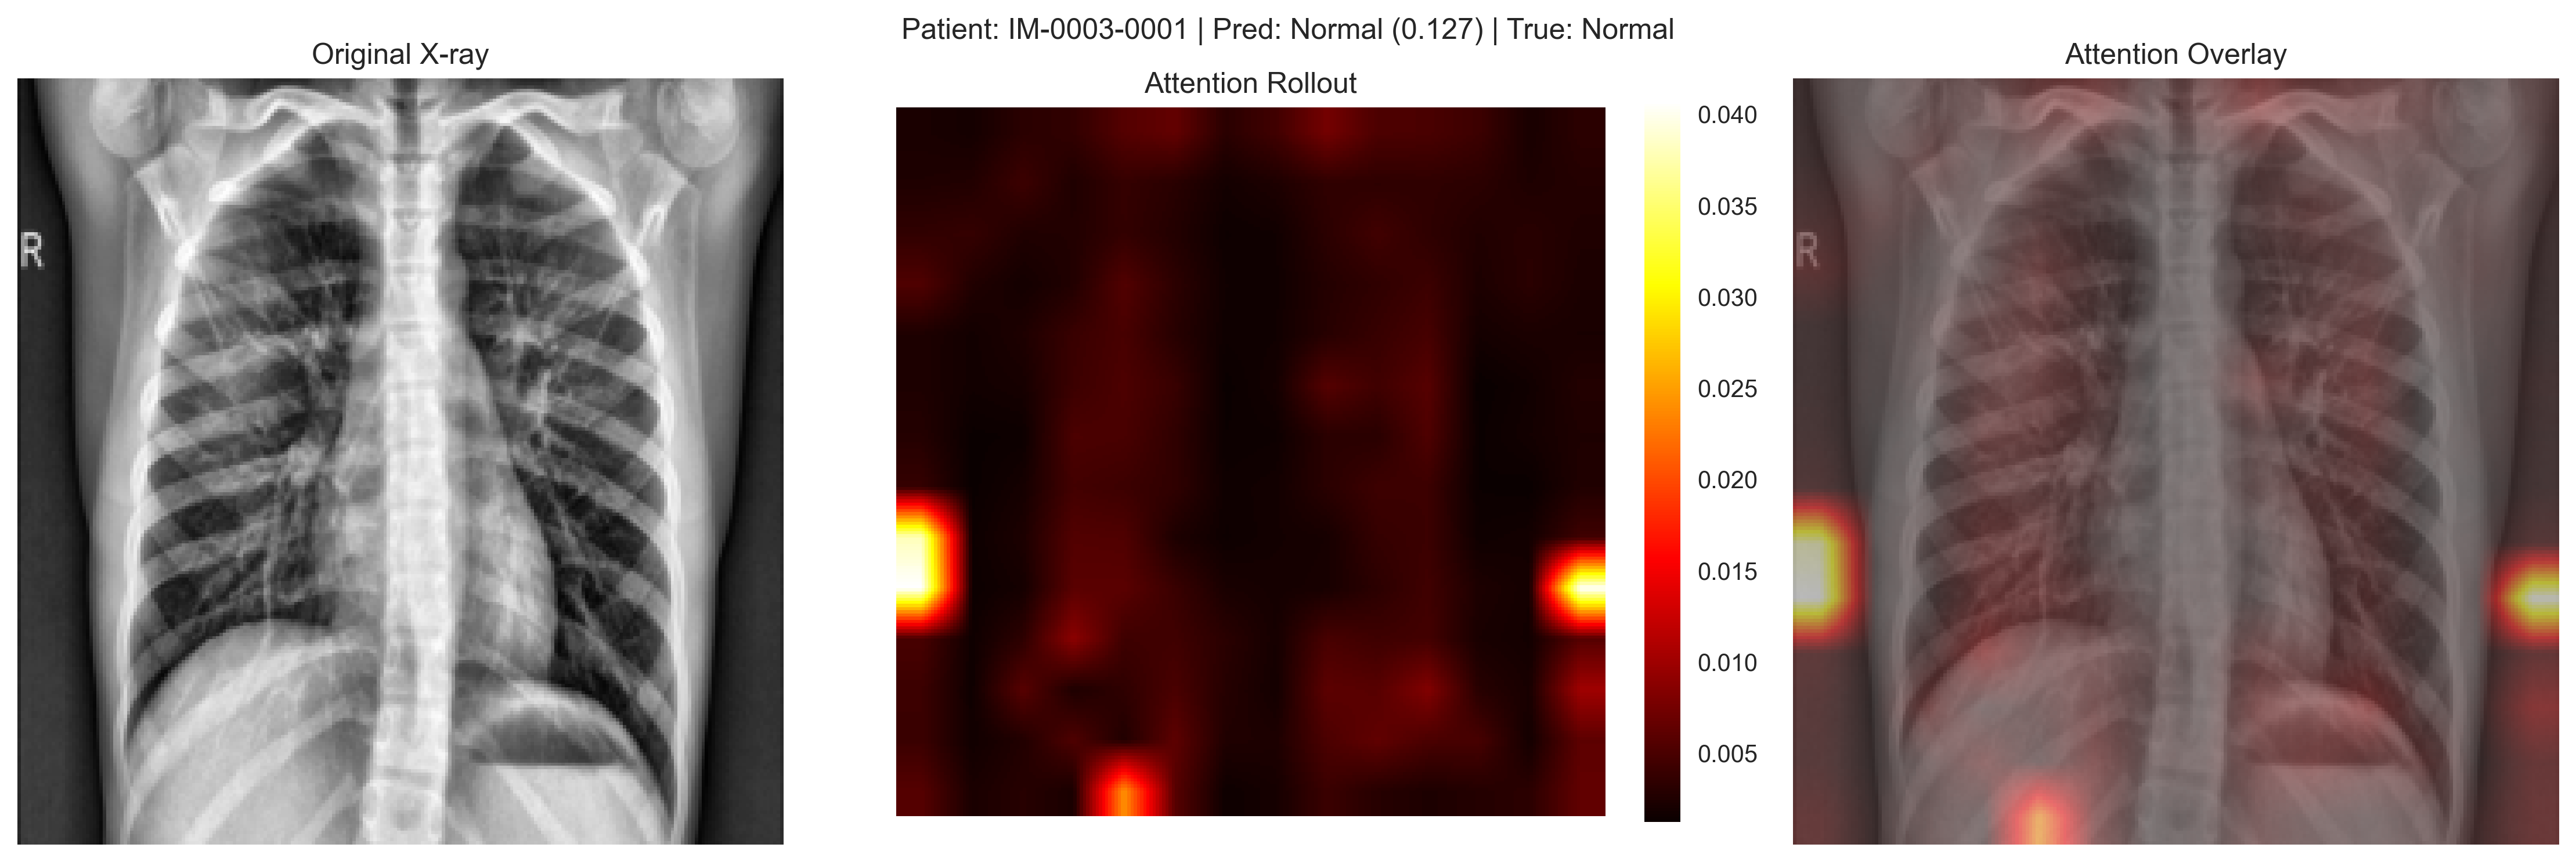 Patient: IM-0003-0001 | Pred: Normal (0.127) | True: Normal
Original X-ray
Attention Rollout
Attention Overlay
R
0.040
0.035
0.030
0.025
0.020
0.015
0.010
0.005
R